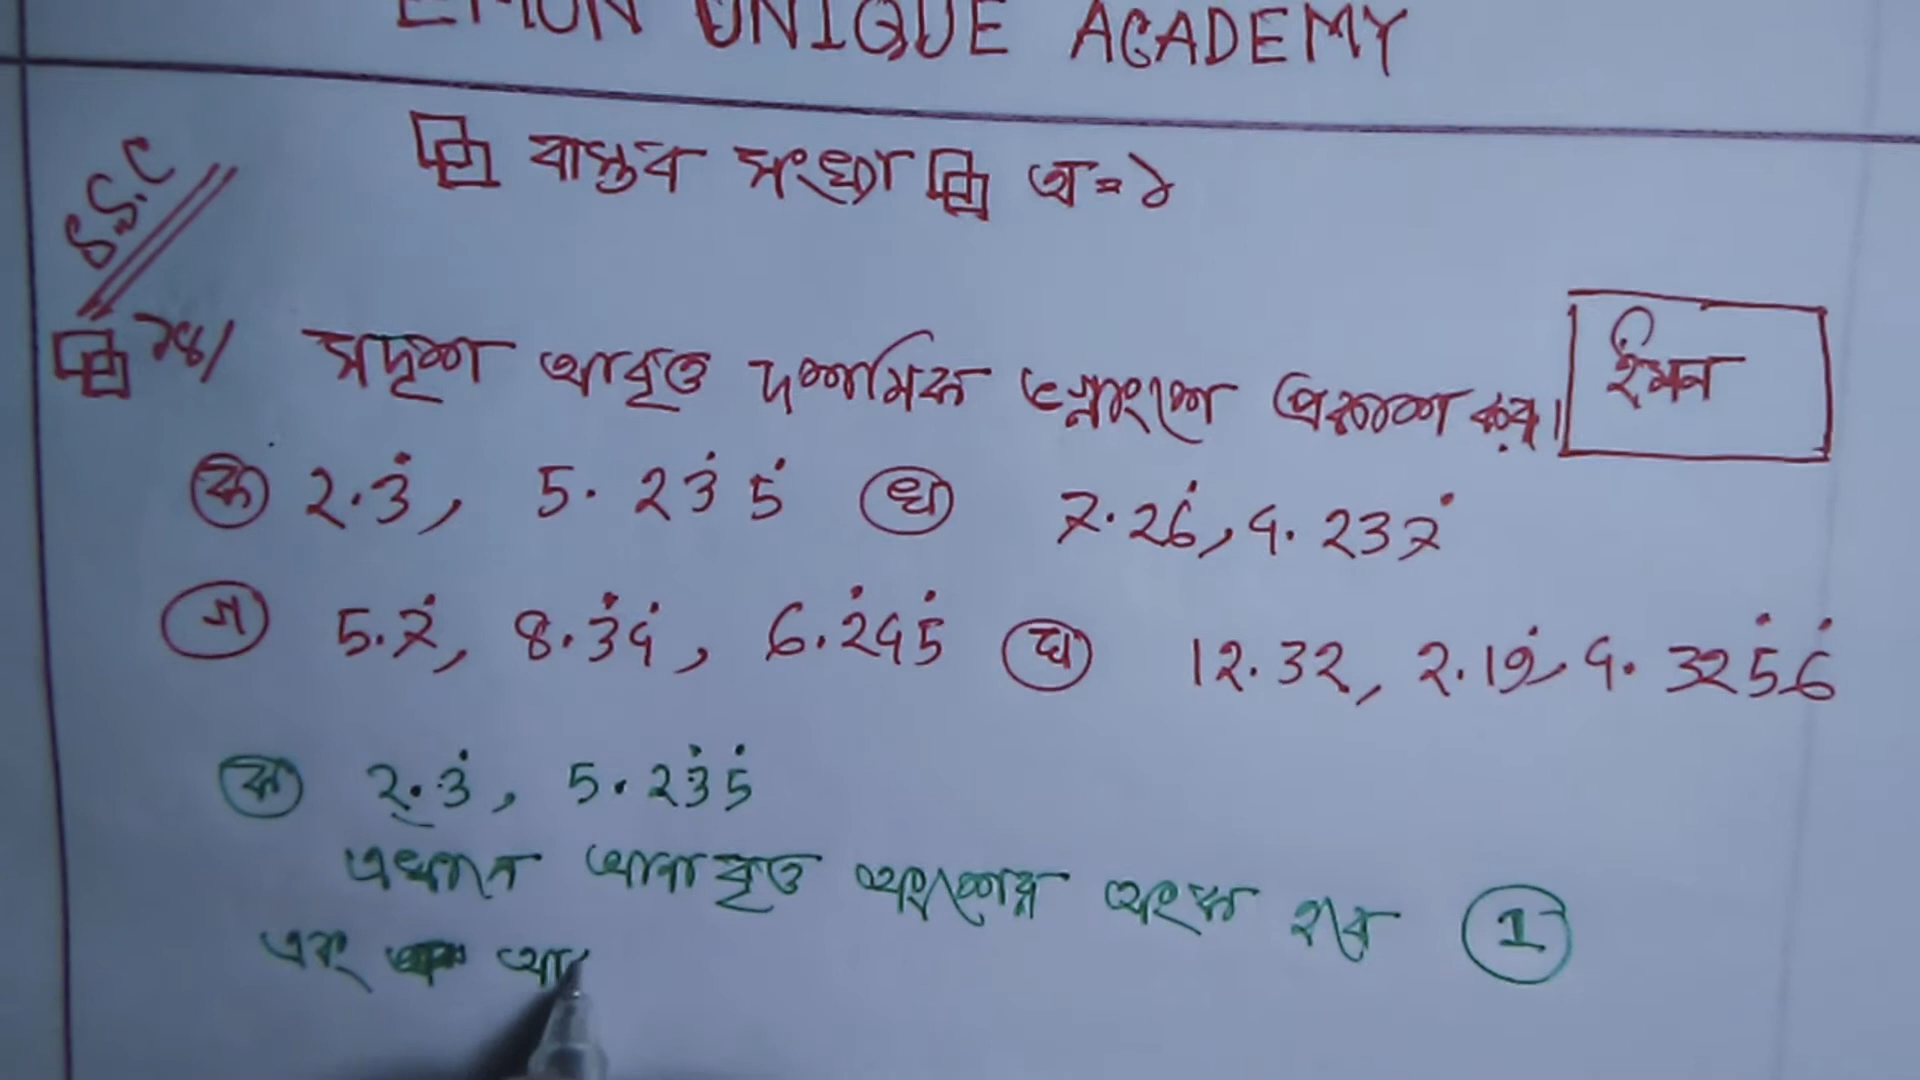 EMON UNIQUE ACADEMY
S.S.C
বাস্তব সংখ্যা অ=১
১৪/ সদৃশ আবৃত্ত দশমিক ভগ্নাংশে প্রকাশ কর। ইমন
ক 2.3̇, 5.23̇5̇ খ 7.26̇, 4.237̇
গ 5.7̇, 8.3̇4̇, 6.2̇45̇ ঘ 12.32, 2.19̇, 4.325̇6̇
ক 2.3̇, 5.23̇5̇
এখানে অনাবৃত্ত অংশের অংক হবে 1
এবং আ